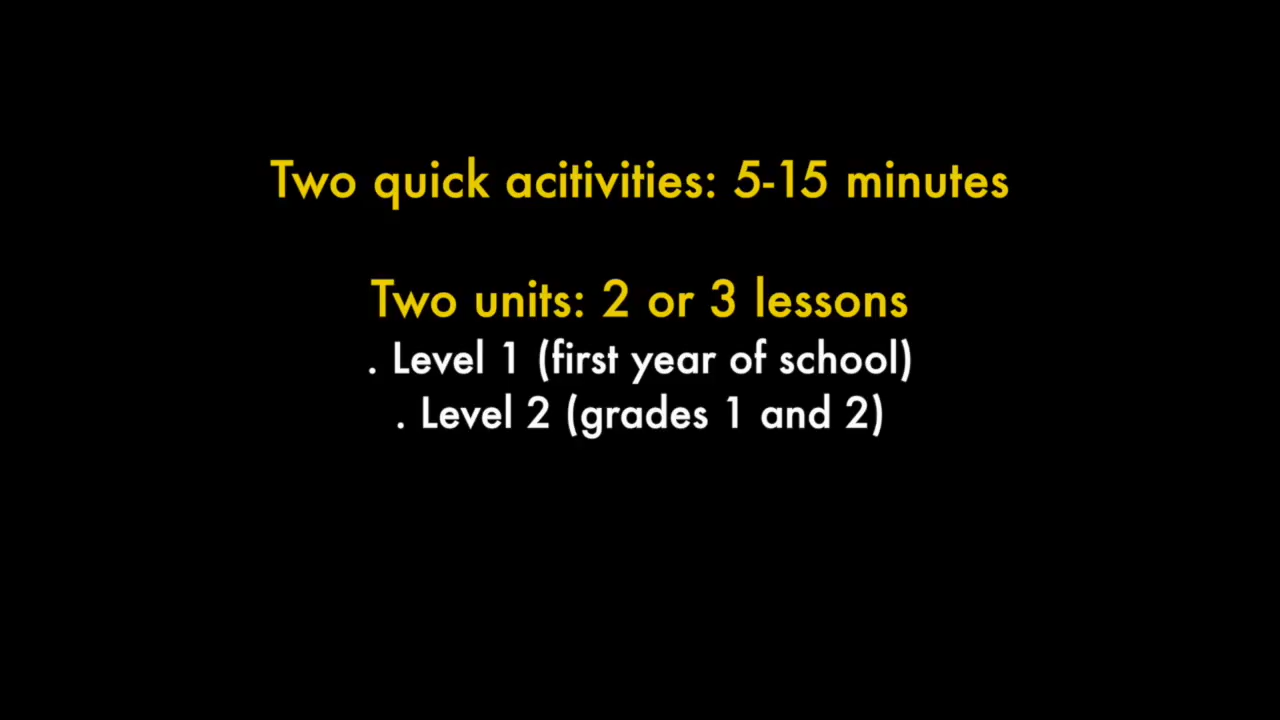 Two quick acitivities: 5-15 minutes
Two units: 2 or 3 lessons
. Level 1 (first year of school)
. Level 2 (grades 1 and 2)